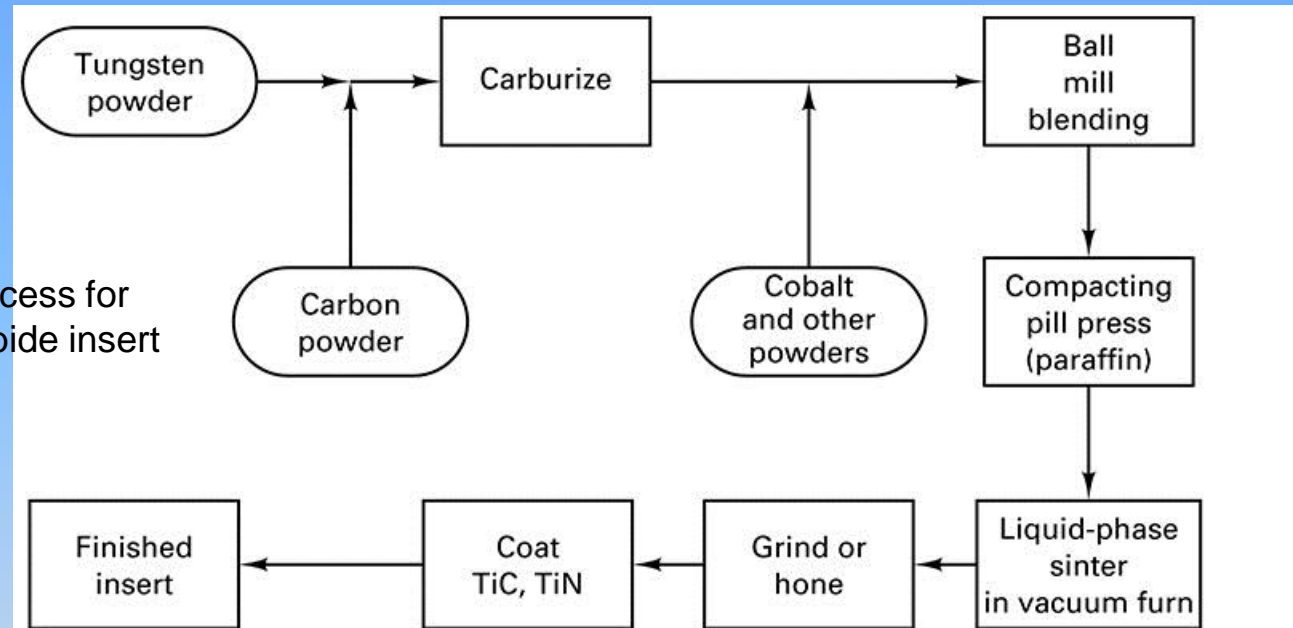 Tungsten
powder
Carburize
Ball
mill
blending
cess for
ide insert
Carbon
powder
Cobalt
and other
powders
Compacting
pill press
(paraffin)
Finished
insert
Coat
TiC, TiN
Grind or
hone
Liquid-phase
sinter
in vacuum furn